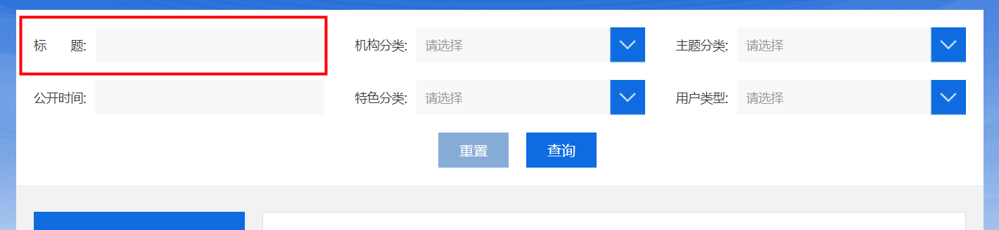 标　　题: 机构分类: 请选择 主题分类: 请选择
公开时间: 特色分类: 请选择 用户类型: 请选择
重置 查询